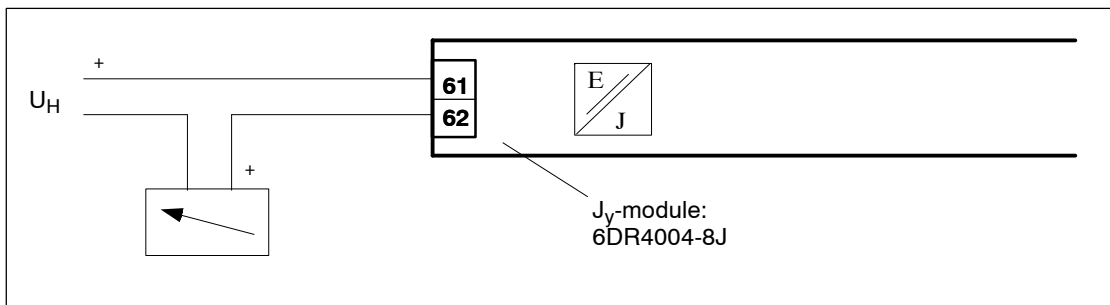 +
61
U_H
62
E
J
+
J_y-module:
6DR4004-8J